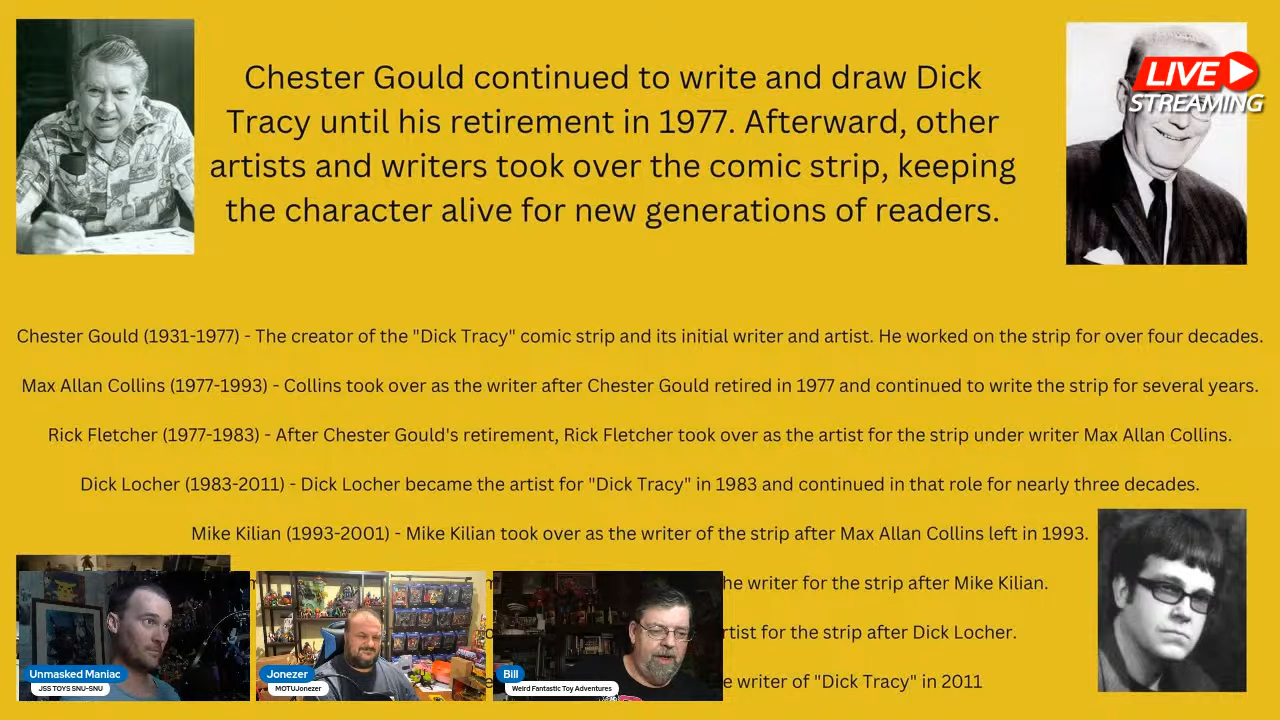 LIVE
STREAMING
Chester Gould continued to write and draw Dick
Tracy until his retirement in 1977. Afterward, other
artists and writers took over the comic strip, keeping
the character alive for new generations of readers.
Chester Gould (1931-1977) - The creator of the "Dick Tracy" comic strip and its initial writer and artist. He worked on the strip for over four decades.
Max Allan Collins (1977-1993) - Collins took over as the writer after Chester Gould retired in 1977 and continued to write the strip for several years.
Rick Fletcher (1977-1983) - After Chester Gould's retirement, Rick Fletcher took over as the artist for the strip under writer Max Allan Collins.
Dick Locher (1983-2011) - Dick Locher became the artist for "Dick Tracy" in 1983 and continued in that role for nearly three decades.
Mike Kilian (1993-2001) - Mike Kilian took over as the writer of the strip after Max Allan Collins left in 1993.
he writer for the strip after Mike Kilian.
rtist for the strip after Dick Locher.
e writer of "Dick Tracy" in 2011
Unmasked Maniac
JSS TOYS SNU-SNU
Jonezer
MOTUJonezer
Bill
Weird Fantastic Toy Adventures